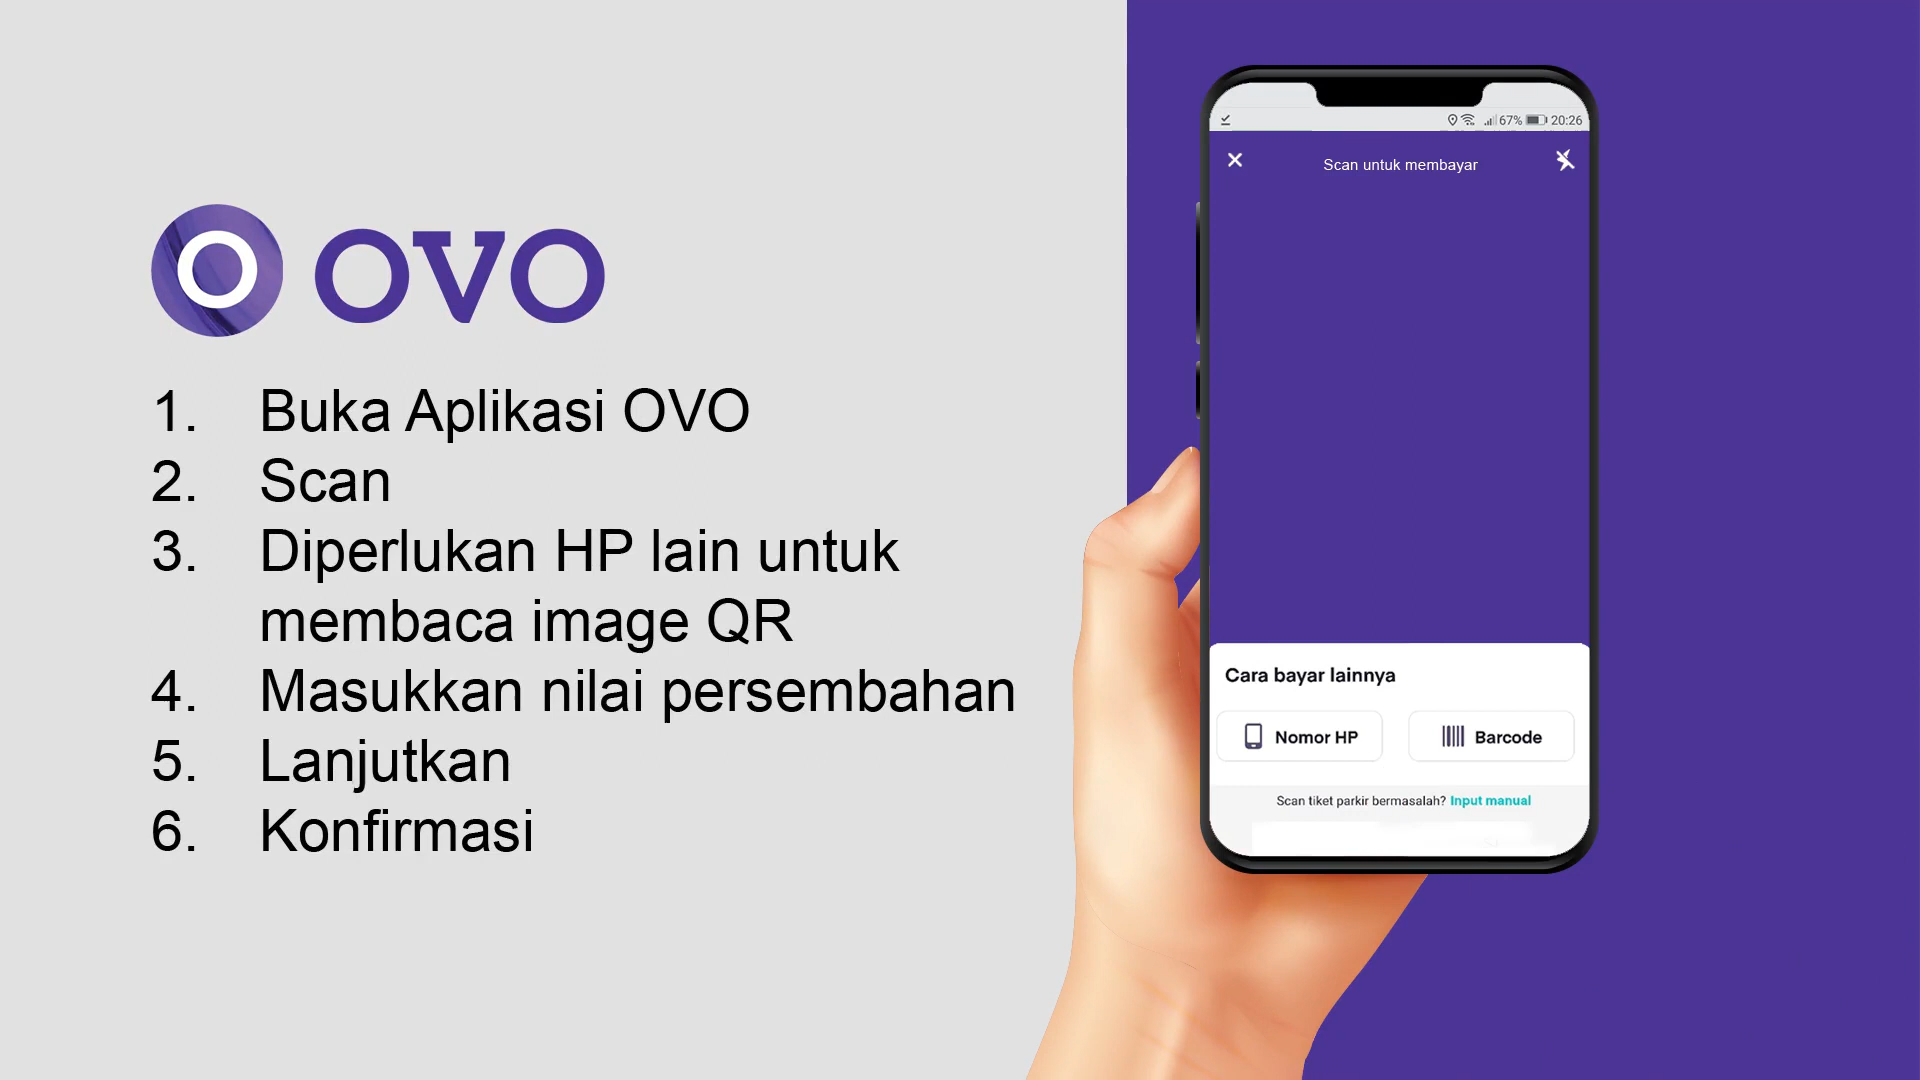 O OVO
1. Buka Aplikasi OVO
2. Scan
3. Diperlukan HP lain untuk
membaca image QR
4. Masukkan nilai persembahan
5. Lanjutkan
6. Konfirmasi
67% 20:26
Scan untuk membayar
Cara bayar lainnya
Nomor HP
Barcode
Scan tiket parkir bermasalah? Input manual